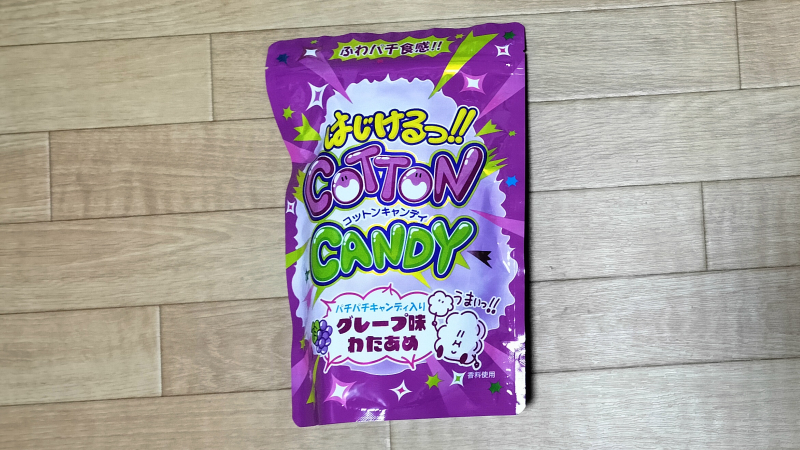 ふわパチ食感!!
はじけるっ!!
COTTON
コットンキャンディ
CANDY
パチパチキャンディ入り
グレープ味
わたあめ
うまいっ!!
香料使用